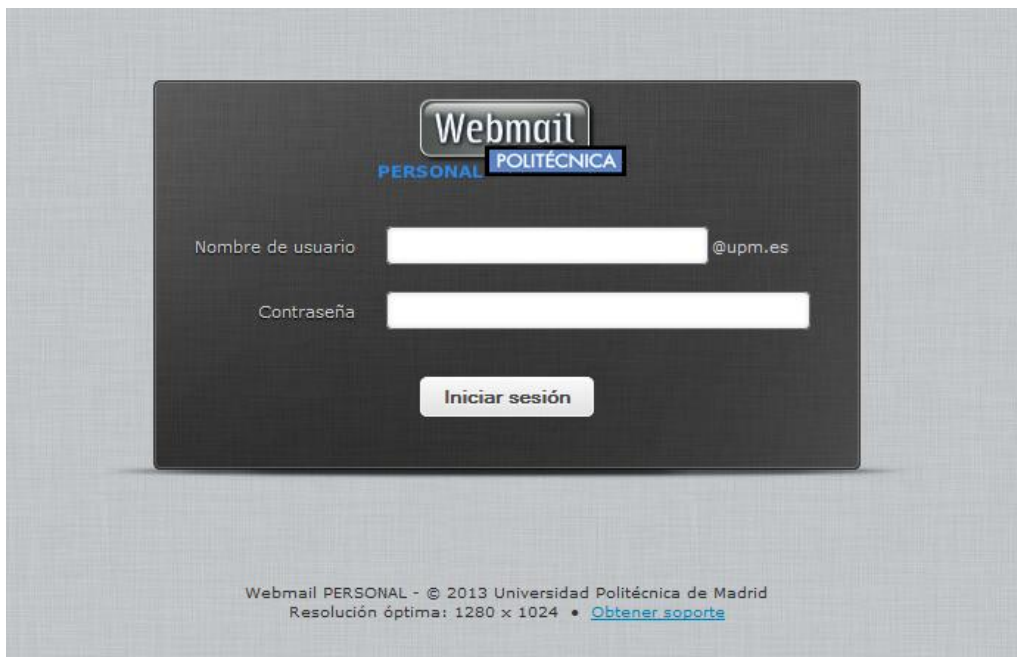 Webmail
PERSONAL POLITÉCNICA
Nombre de usuario @upm.es
Contraseña
Iniciar sesión
Webmail PERSONAL - © 2013 Universidad Politécnica de Madrid
Resolución óptima: 1280 x 1024 • Obtener soporte